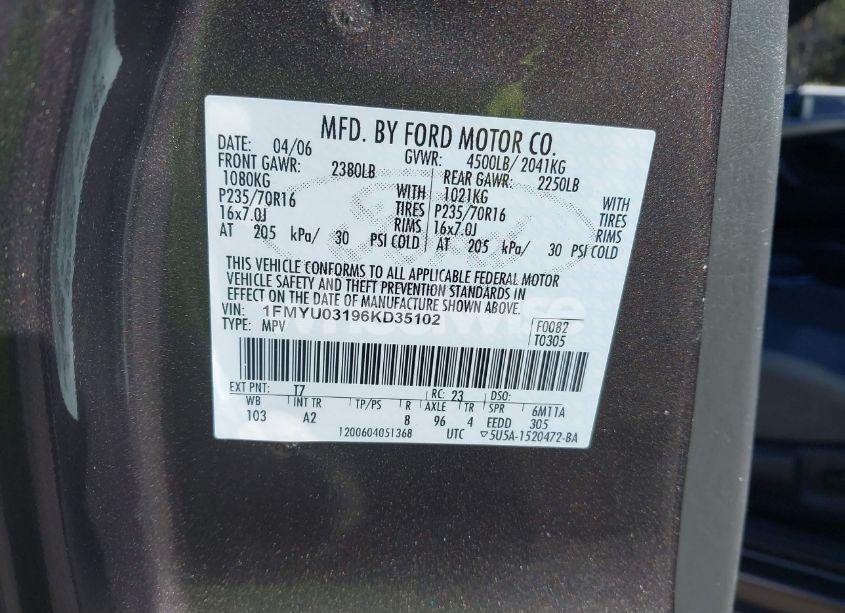 MFD. BY FORD MOTOR CO.
DATE: 04/06 GVWR: 4500LB/ 2041KG
FRONT GAWR: 2380LB REAR GAWR: 2250LB
1080KG WITH 1021KG WITH
P235/70R16 TIRES P235/70R16 TIRES
16x7.0J RIMS 16x7.0J RIMS
AT 205 kPa/ 30 PSI COLD AT 205 kPa/ 30 PSI COLD
THIS VEHICLE CONFORMS TO ALL APPLICABLE FEDERAL MOTOR
VEHICLE SAFETY AND THEFT PREVENTION STANDARDS IN
EFFECT ON THE DATE OF MANUFACTURE SHOWN ABOVE.
VIN: 1FMYU03196KD35102
TYPE: MPV F0082
T0305
EXT PNT: T7 RC: 23 DSO:
WB INT TR TP/PS R AXLE TR SPR 6M11A
103 A2 8 96 4 EEDD 305
1200604051368 UTC ▽5U5A-1520472-BA